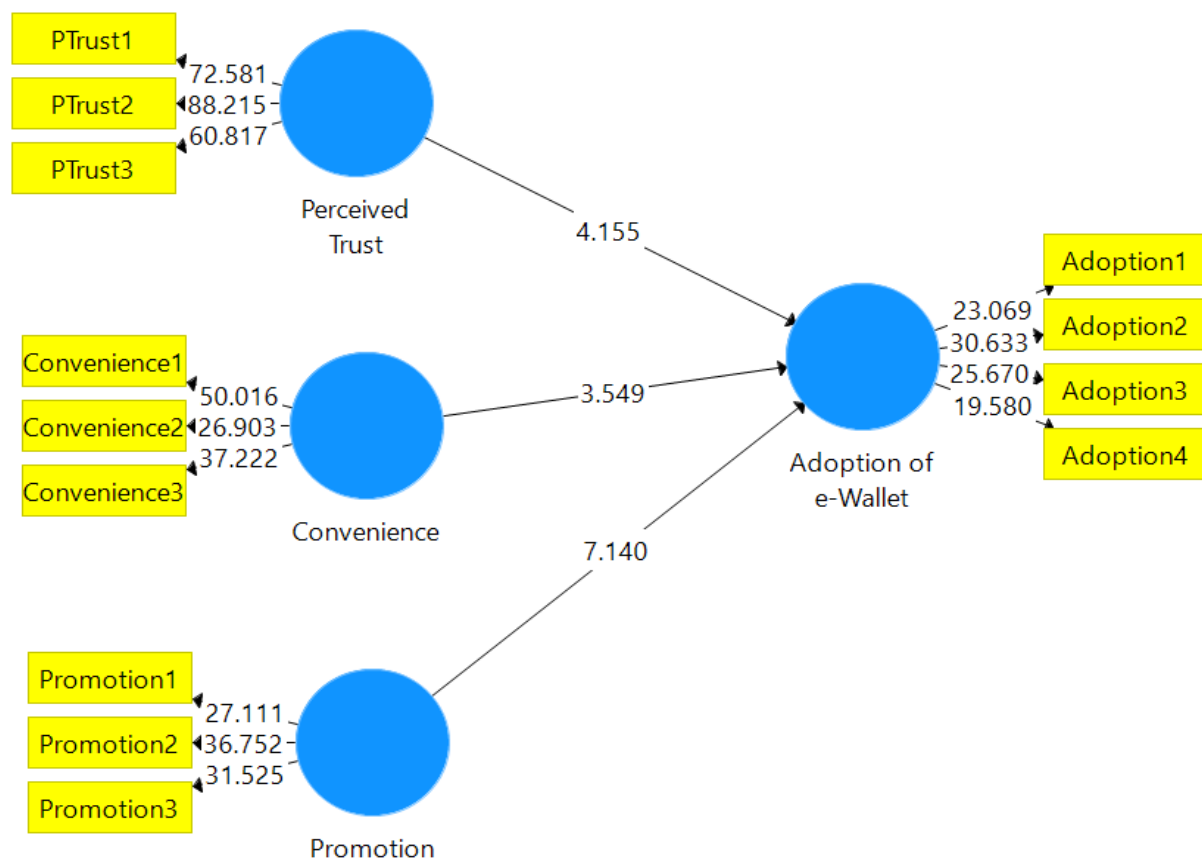 PTrust1
72.581
PTrust2
88.215
60.817
PTrust3
Perceived
Trust
4.155
Convenience1
50.016
Convenience2
26.903
37.222
Convenience3
Convenience
3.549
Adoption1
23.069
Adoption2
30.633
25.670
Adoption3
19.580
Adoption4
Adoption of
e-Wallet
7.140
Promotion1
27.111
Promotion2
36.752
31.525
Promotion3
Promotion